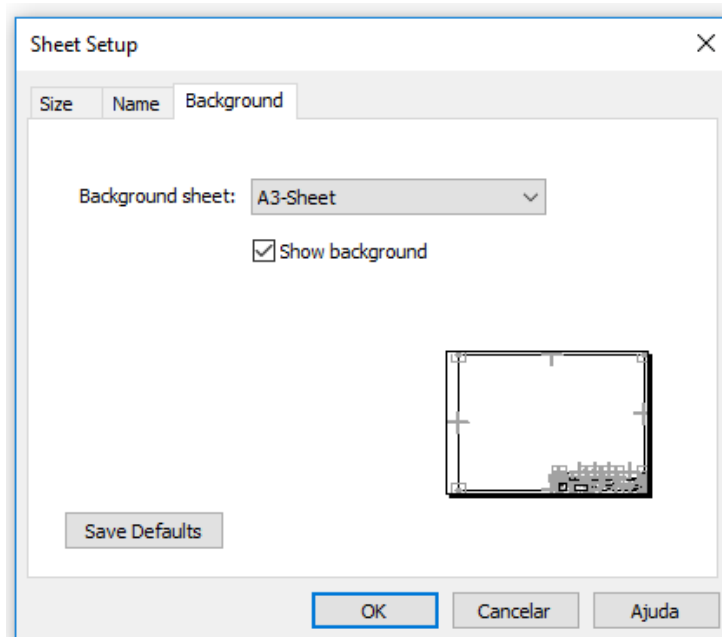 Sheet Setup
Size Name Background
Background sheet: A3-Sheet
Show background
Save Defaults
OK Cancelar Ajuda